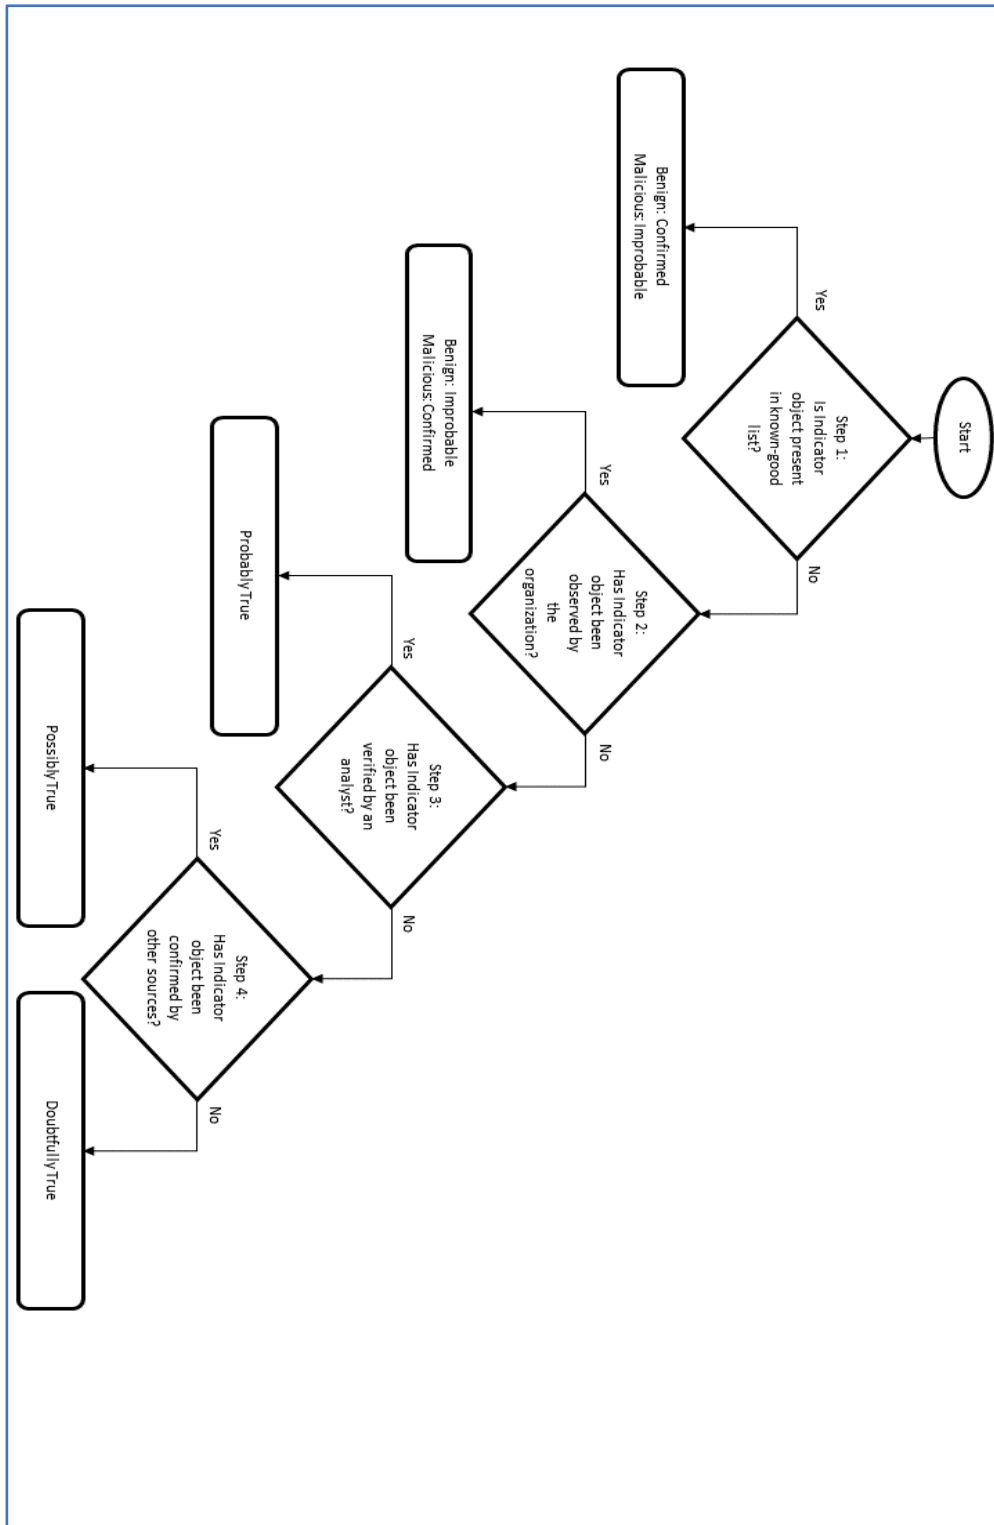 Start
Step 1:
Is Indicator
object present
in known-good
list?
Yes
No
Benign: Confirmed
Malicious: Improbable
Step 2:
Has Indicator
object been
observed by
the
organization?
Yes
No
Benign: Improbable
Malicious: Confirmed
Step 3:
Has Indicator
object been
verified by an
analyst?
Yes
No
Probably True
Step 4:
Has Indicator
object been
confirmed by
other sources?
Yes
No
Possibly True
Doubtfully True